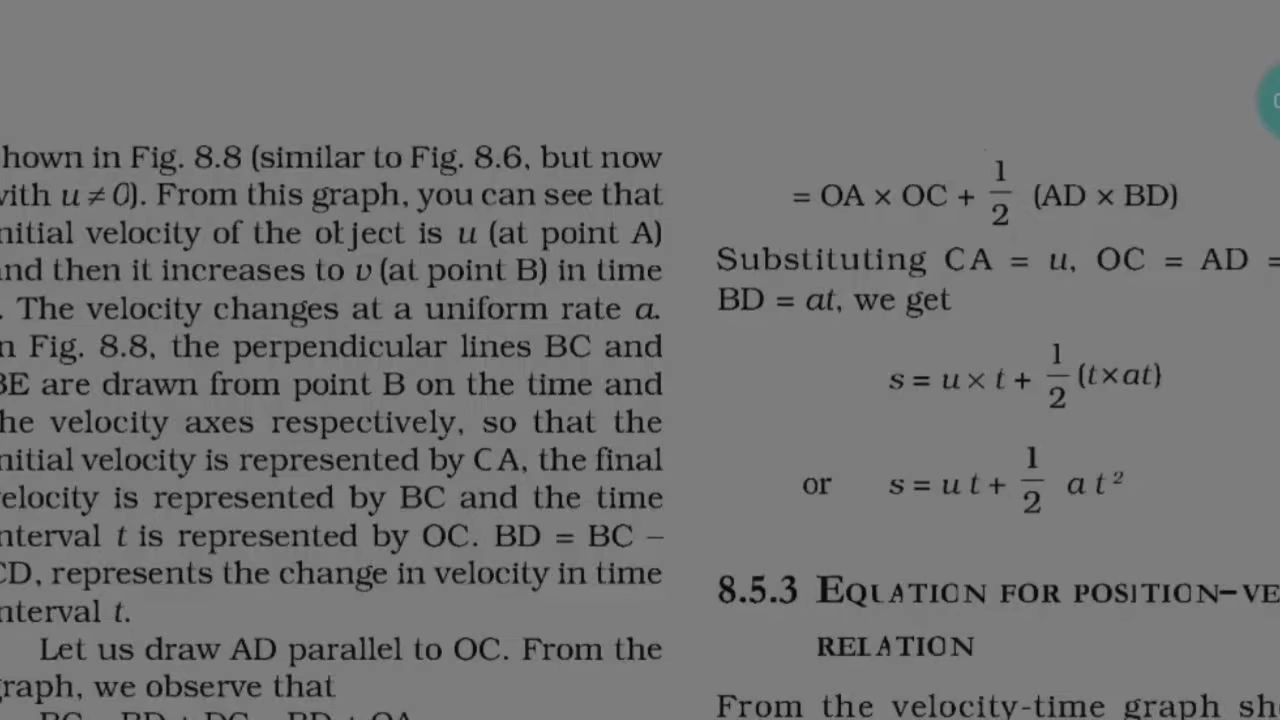 hown in Fig. 8.8 (similar to Fig. 8.6, but now
with u ≠ 0). From this graph, you can see that
nitial velocity of the object is u (at point A)
nd then it increases to v (at point B) in time
. The velocity changes at a uniform rate a.
n Fig. 8.8, the perpendicular lines BC and
BE are drawn from point B on the time and
he velocity axes respectively, so that the
nitial velocity is represented by CA, the final
velocity is represented by BC and the time
nterval t is represented by OC. BD = BC –
CD, represents the change in velocity in time
nterval t.
Let us draw AD parallel to OC. From the
graph, we observe that
BC = BD + DC = BD + OA
= OA × OC + 1/2 (AD × BD)
Substituting CA = u, OC = AD =
BD = at, we get
s = u × t + 1/2 (t×at)
or s = u t + 1/2 a t²
8.5.3 EQUATION FOR POSITION–VE
RELATION
From the velocity-time graph sh